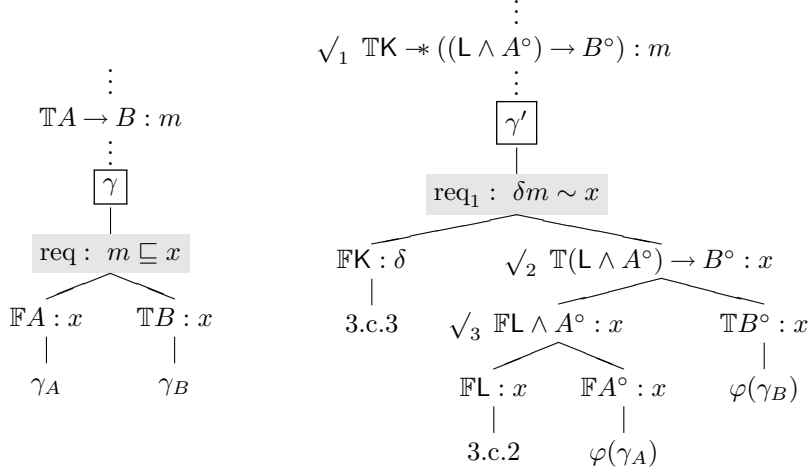 𝕋A → B : m
γ
req : m ⊑ x
𝔽A : x 𝕋B : x
γ_A γ_B
√₁ 𝕋K −∗ ((L ∧ A°) → B°) : m
γ′
req₁ : δm ∼ x
𝔽K : δ √₂ 𝕋(L ∧ A°) → B° : x
3.c.3 √₃ 𝔽L ∧ A° : x 𝕋B° : x
𝔽L : x 𝔽A° : x φ(γ_B)
3.c.2 φ(γ_A)